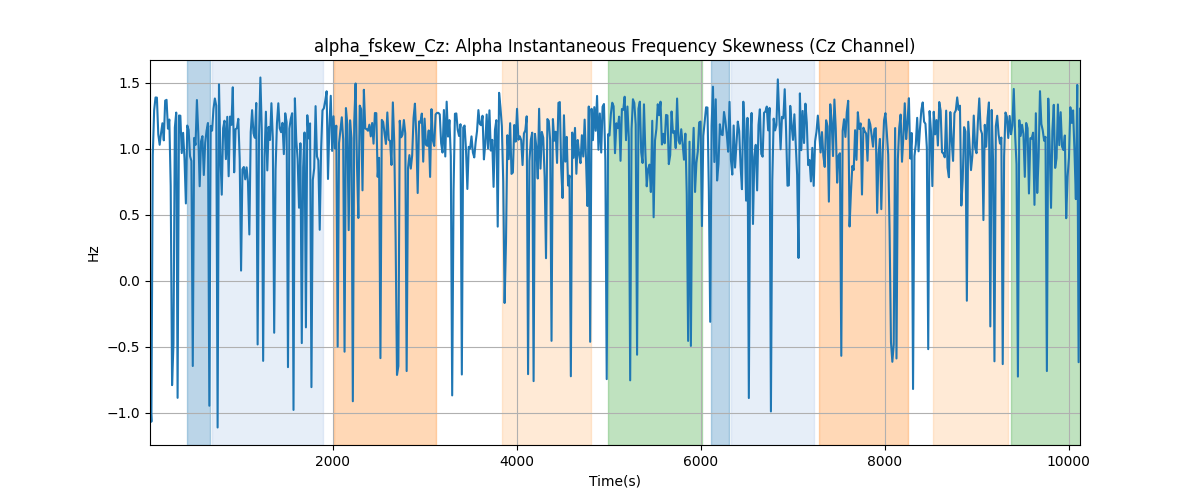 alpha_fskew_Cz: Alpha Instantaneous Frequency Skewness (Cz Channel)
1.5
1.0
0.5
0.0
−0.5
−1.0
Hz
2000 4000 6000 8000 10000
Time(s)